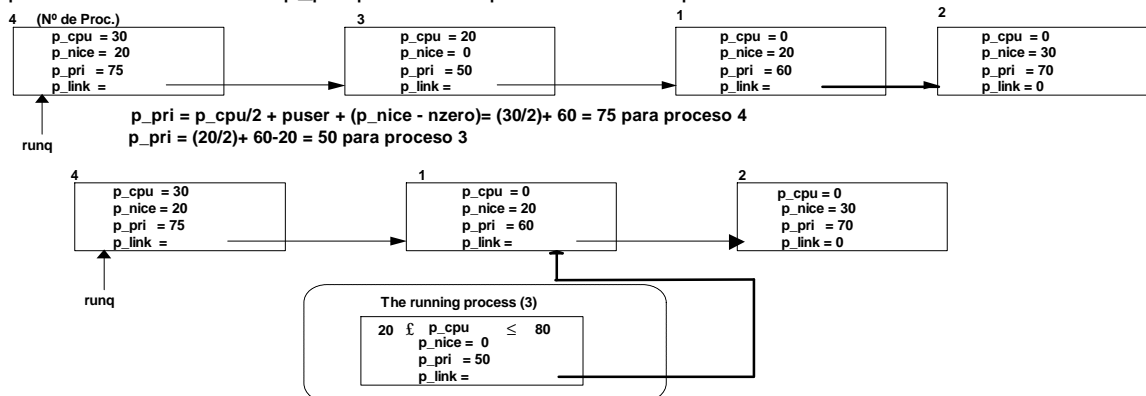 4 (Nº de Proc.)
p_cpu = 30
p_nice = 20
p_pri = 75
p_link =
3
p_cpu = 20
p_nice = 0
p_pri = 50
p_link =
1
p_cpu = 0
p_nice = 20
p_pri = 60
p_link =
2
p_cpu = 0
p_nice = 30
p_pri = 70
p_link = 0
runq
p_pri = p_cpu/2 + puser + (p_nice - nzero)= (30/2)+ 60 = 75 para proceso 4
p_pri = (20/2)+ 60-20 = 50 para proceso 3
4
p_cpu = 30
p_nice = 20
p_pri = 75
p_link =
1
p_cpu = 0
p_nice = 20
p_pri = 60
p_link =
2
p_cpu = 0
p_nice = 30
p_pri = 70
p_link = 0
runq
The running process (3)
20 £ p_cpu ≤ 80
p_nice = 0
p_pri = 50
p_link =